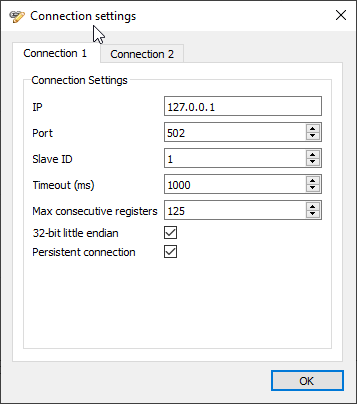 Connection settings
Connection 1 Connection 2
Connection Settings
IP 127.0.0.1
Port 502
Slave ID 1
Timeout (ms) 1000
Max consecutive registers 125
32-bit little endian
Persistent connection
OK